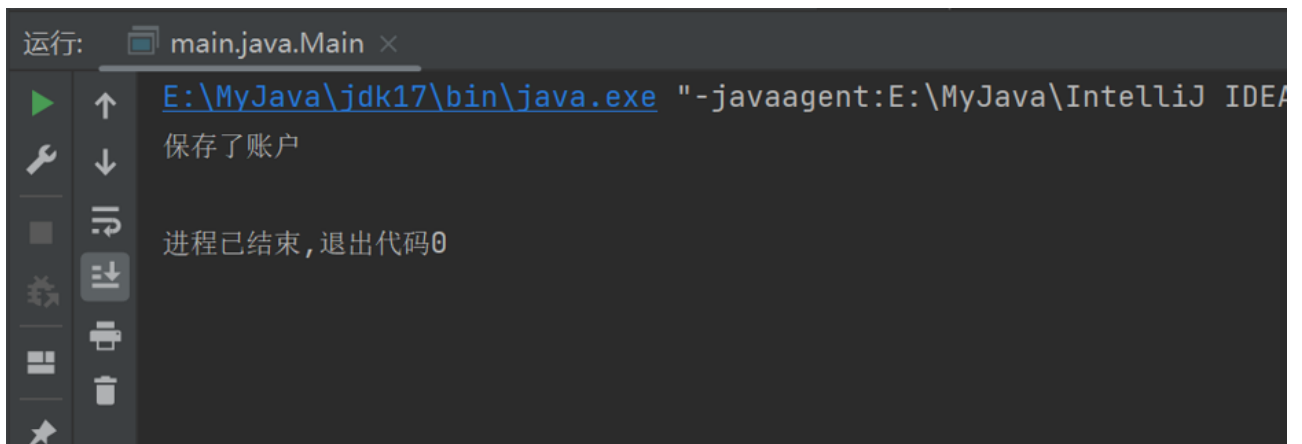 运行: main.java.Main
E:\MyJava\jdk17\bin\java.exe "-javaagent:E:\MyJava\IntelliJ IDEA
保存了账户
进程已结束,退出代码0